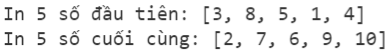 In 5 số đầu tiên: [3, 8, 5, 1, 4]
In 5 số cuối cùng: [2, 7, 6, 9, 10]